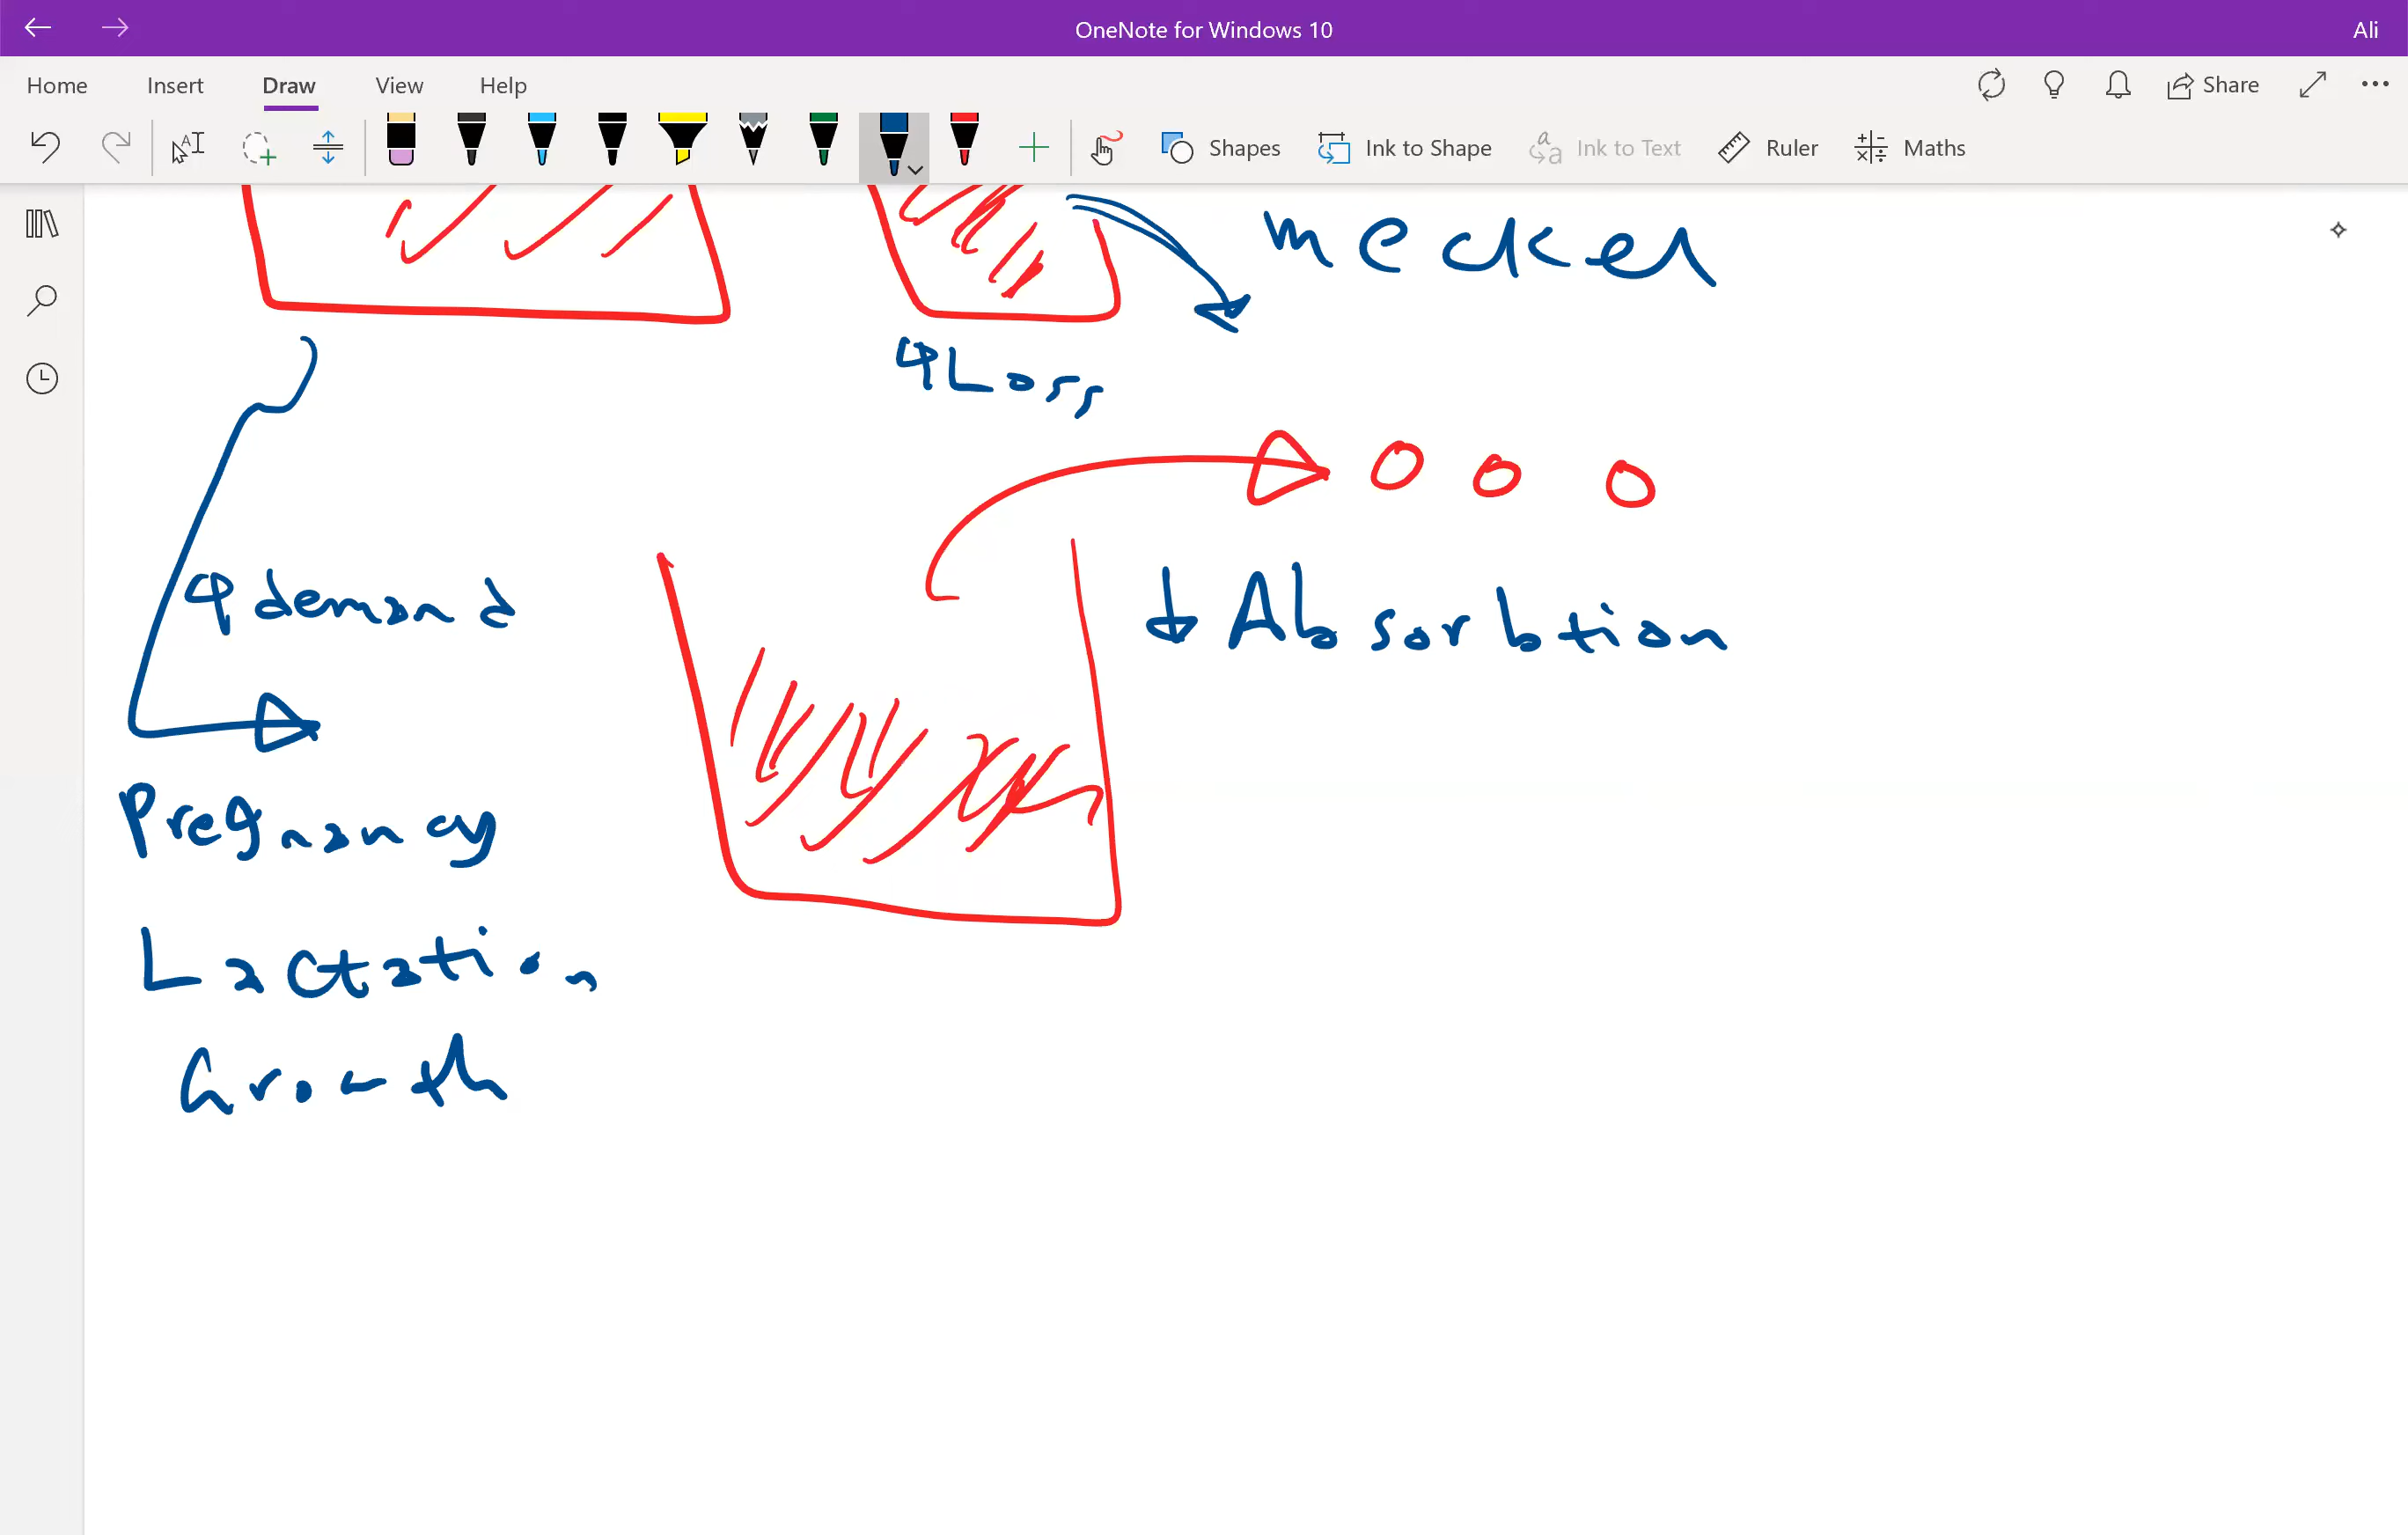 OneNote for Windows 10
Ali
Home Insert Draw View Help
Share
Shapes Ink to Shape Ink to Text Ruler Maths
meckel
↑Loss
↑ demand
↓ Absorbtion
Pregnancy
Lactation
Growth